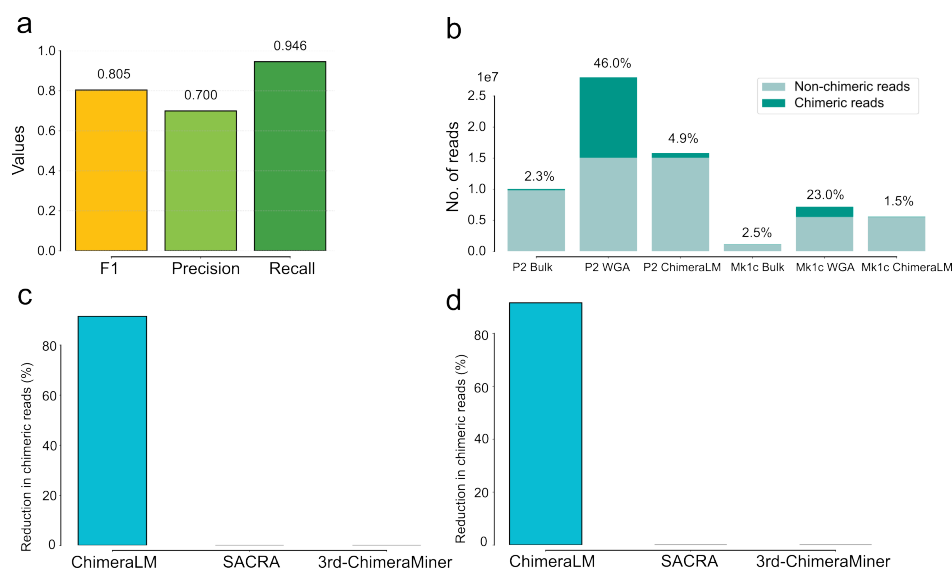 a
Values
1.0
0.8
0.6
0.4
0.2
0.0
0.805
0.700
0.946
F1 Precision Recall
b
No. of reads
1e7
2.5
2.0
1.5
1.0
0.5
0.0
2.3%
46.0%
4.9%
2.5%
23.0%
1.5%
Non-chimeric reads
Chimeric reads
P2 Bulk P2 WGA P2 ChimeraLM Mk1c Bulk Mk1c WGA Mk1c ChimeraLM
c
Reduction in chimeric reads (%)
80
60
40
20
0
ChimeraLM SACRA 3rd-ChimeraMiner
d
Reduction in chimeric reads (%)
80
60
40
20
0
ChimeraLM SACRA 3rd-ChimeraMiner